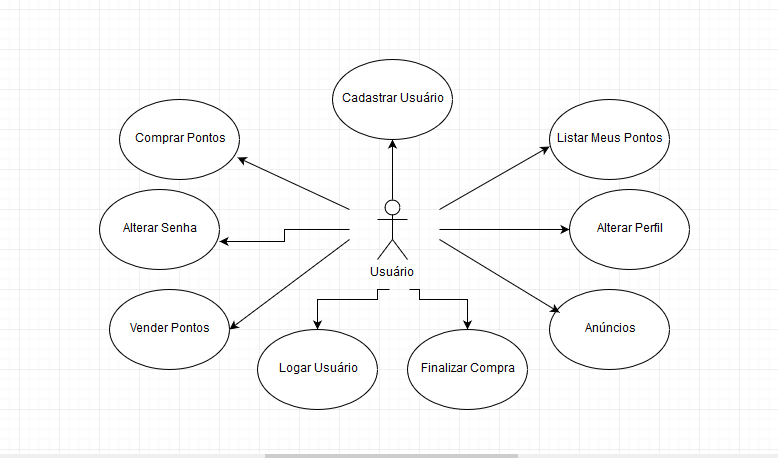 Cadastrar Usuário
Comprar Pontos
Listar Meus Pontos
Alterar Senha
Alterar Perfil
Usuário
Vender Pontos
Anúncios
Logar Usuário
Finalizar Compra